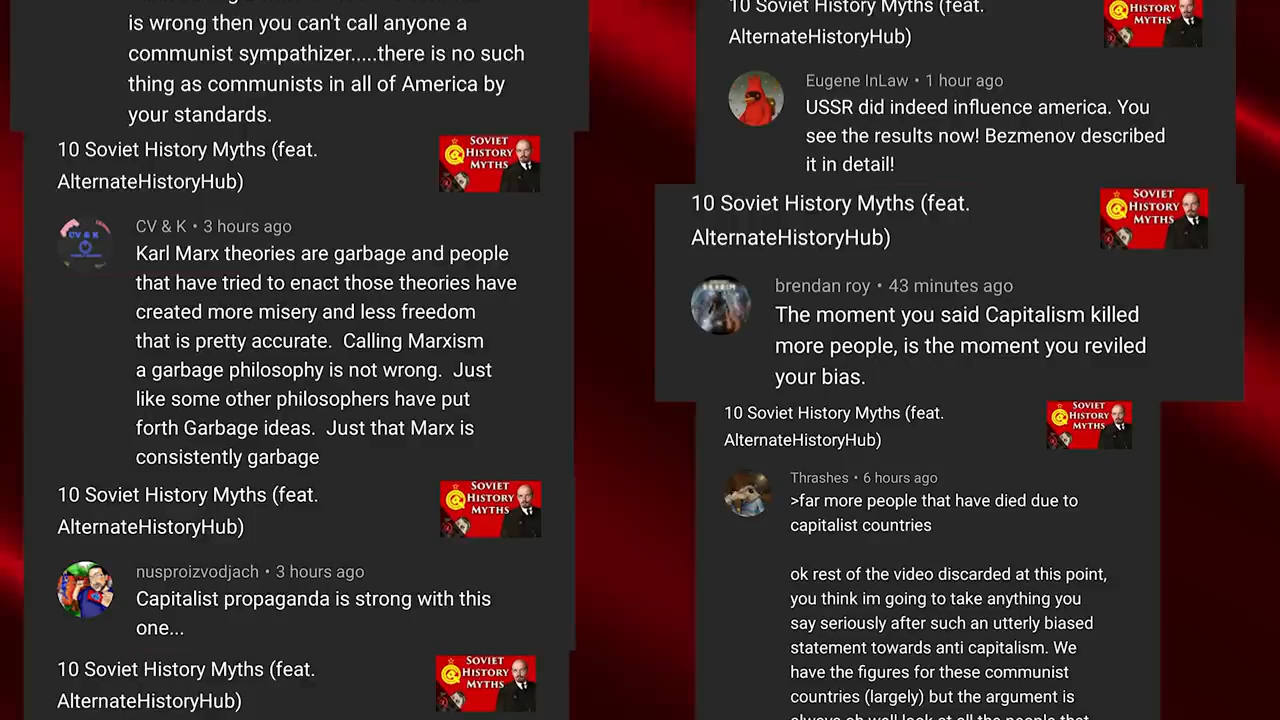 is wrong then you can't call anyone a
communist sympathizer.....there is no such
thing as communists in all of America by
your standards.
10 Soviet History Myths (feat.
AlternateHistoryHub)
SOVIET
HISTORY
MYTHS
CV & K
CV & K • 3 hours ago
Karl Marx theories are garbage and people
that have tried to enact those theories have
created more misery and less freedom
that is pretty accurate. Calling Marxism
a garbage philosophy is not wrong. Just
like some other philosophers have put
forth Garbage ideas. Just that Marx is
consistently garbage
10 Soviet History Myths (feat.
AlternateHistoryHub)
SOVIET
HISTORY
MYTHS
nusproizvodjach • 3 hours ago
Capitalist propaganda is strong with this
one...
10 Soviet History Myths (feat.
AlternateHistoryHub)
SOVIET
HISTORY
MYTHS
10 Soviet History Myths (feat.
AlternateHistoryHub)
HISTORY
MYTHS
Eugene InLaw • 1 hour ago
USSR did indeed influence america. You
see the results now! Bezmenov described
it in detail!
10 Soviet History Myths (feat.
AlternateHistoryHub)
SOVIET
HISTORY
MYTHS
brendan roy • 43 minutes ago
The moment you said Capitalism killed
more people, is the moment you reviled
your bias.
10 Soviet History Myths (feat.
AlternateHistoryHub)
SOVIET
HISTORY
MYTHS
Thrashes • 6 hours ago
>far more people that have died due to
capitalist countries
ok rest of the video discarded at this point,
you think im going to take anything you
say seriously after such an utterly biased
statement towards anti capitalism. We
have the figures for these communist
countries (largely) but the argument is
always oh well look at all the people that